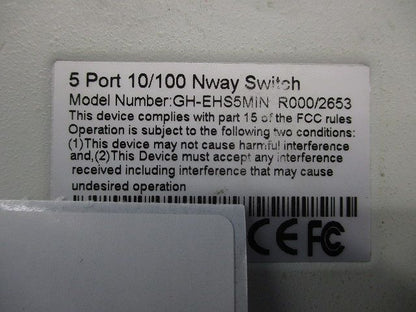 5 Port 10/100 Nway Switch
Model Number:GH-EHS5MIN R000/2653
This device complies with part 15 of the FCC rules
Operation is subject to the following two conditions:
(1)This device may not cause harmful interference
and,(2)This Device must accept any interference
received including interference that may cause
undesired operation
CE FC